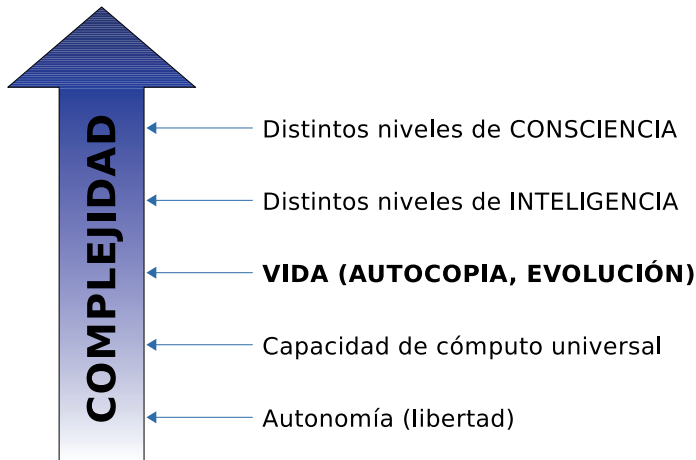 COMPLEJIDAD
Distintos niveles de CONSCIENCIA
Distintos niveles de INTELIGENCIA
VIDA (AUTOCOPIA, EVOLUCIÓN)
Capacidad de cómputo universal
Autonomía (libertad)